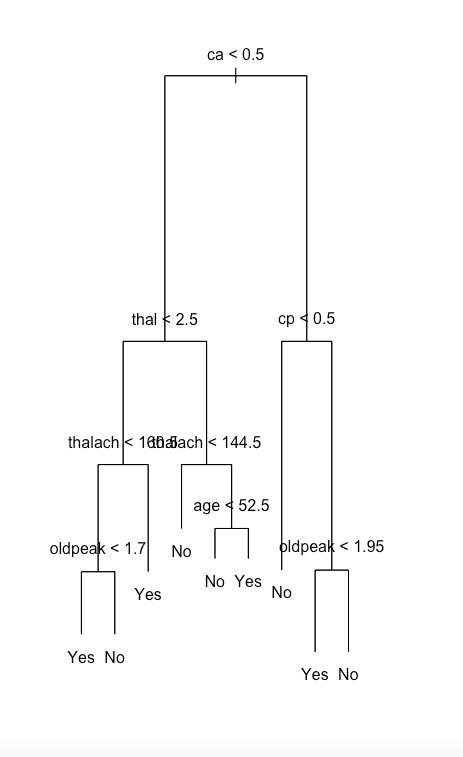 ca < 0.5
thal < 2.5
cp < 0.5
thalach < 160.5
thalach < 144.5
age < 52.5
oldpeak < 1.7
oldpeak < 1.95
No
No
Yes
No
Yes
Yes
No
Yes
No